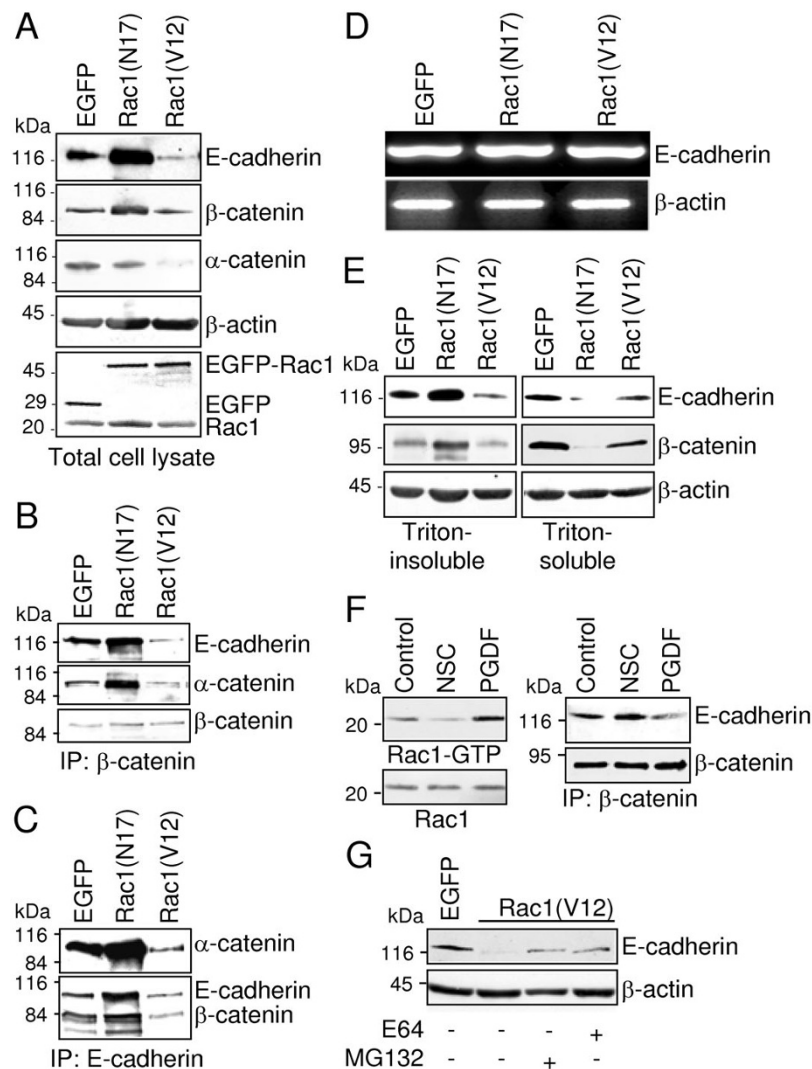 A
EGFP
Rac1(N17)
Rac1(V12)
kDa
116 - E-cadherin
116 -
84 - β-catenin
116 -
84 - α-catenin
45 - β-actin
45 - EGFP-Rac1
29 - EGFP
20 - Rac1
Total cell lysate
B
EGFP
Rac1(N17)
Rac1(V12)
kDa
116 - E-cadherin
116 -
84 - α-catenin
84 - β-catenin
IP: β-catenin
C
EGFP
Rac1(N17)
Rac1(V12)
kDa
116 -
84 - α-catenin
116 - E-cadherin
84 - β-catenin
IP: E-cadherin
D
EGFP
Rac1(N17)
Rac1(V12)
E-cadherin
β-actin
E
EGFP
Rac1(N17)
Rac1(V12)
EGFP
Rac1(N17)
Rac1(V12)
kDa
116 - E-cadherin
95 - β-catenin
45 - β-actin
Triton-
insoluble
Triton-
soluble
F
Control
NSC
PGDF
kDa
20 -
Rac1-GTP
20 -
Rac1
Control
NSC
PGDF
kDa
116 - E-cadherin
95 - β-catenin
IP: β-catenin
G
EGFP
Rac1(V12)
kDa
116 - E-cadherin
45 - β-actin
E64 - - - +
MG132 - - + -